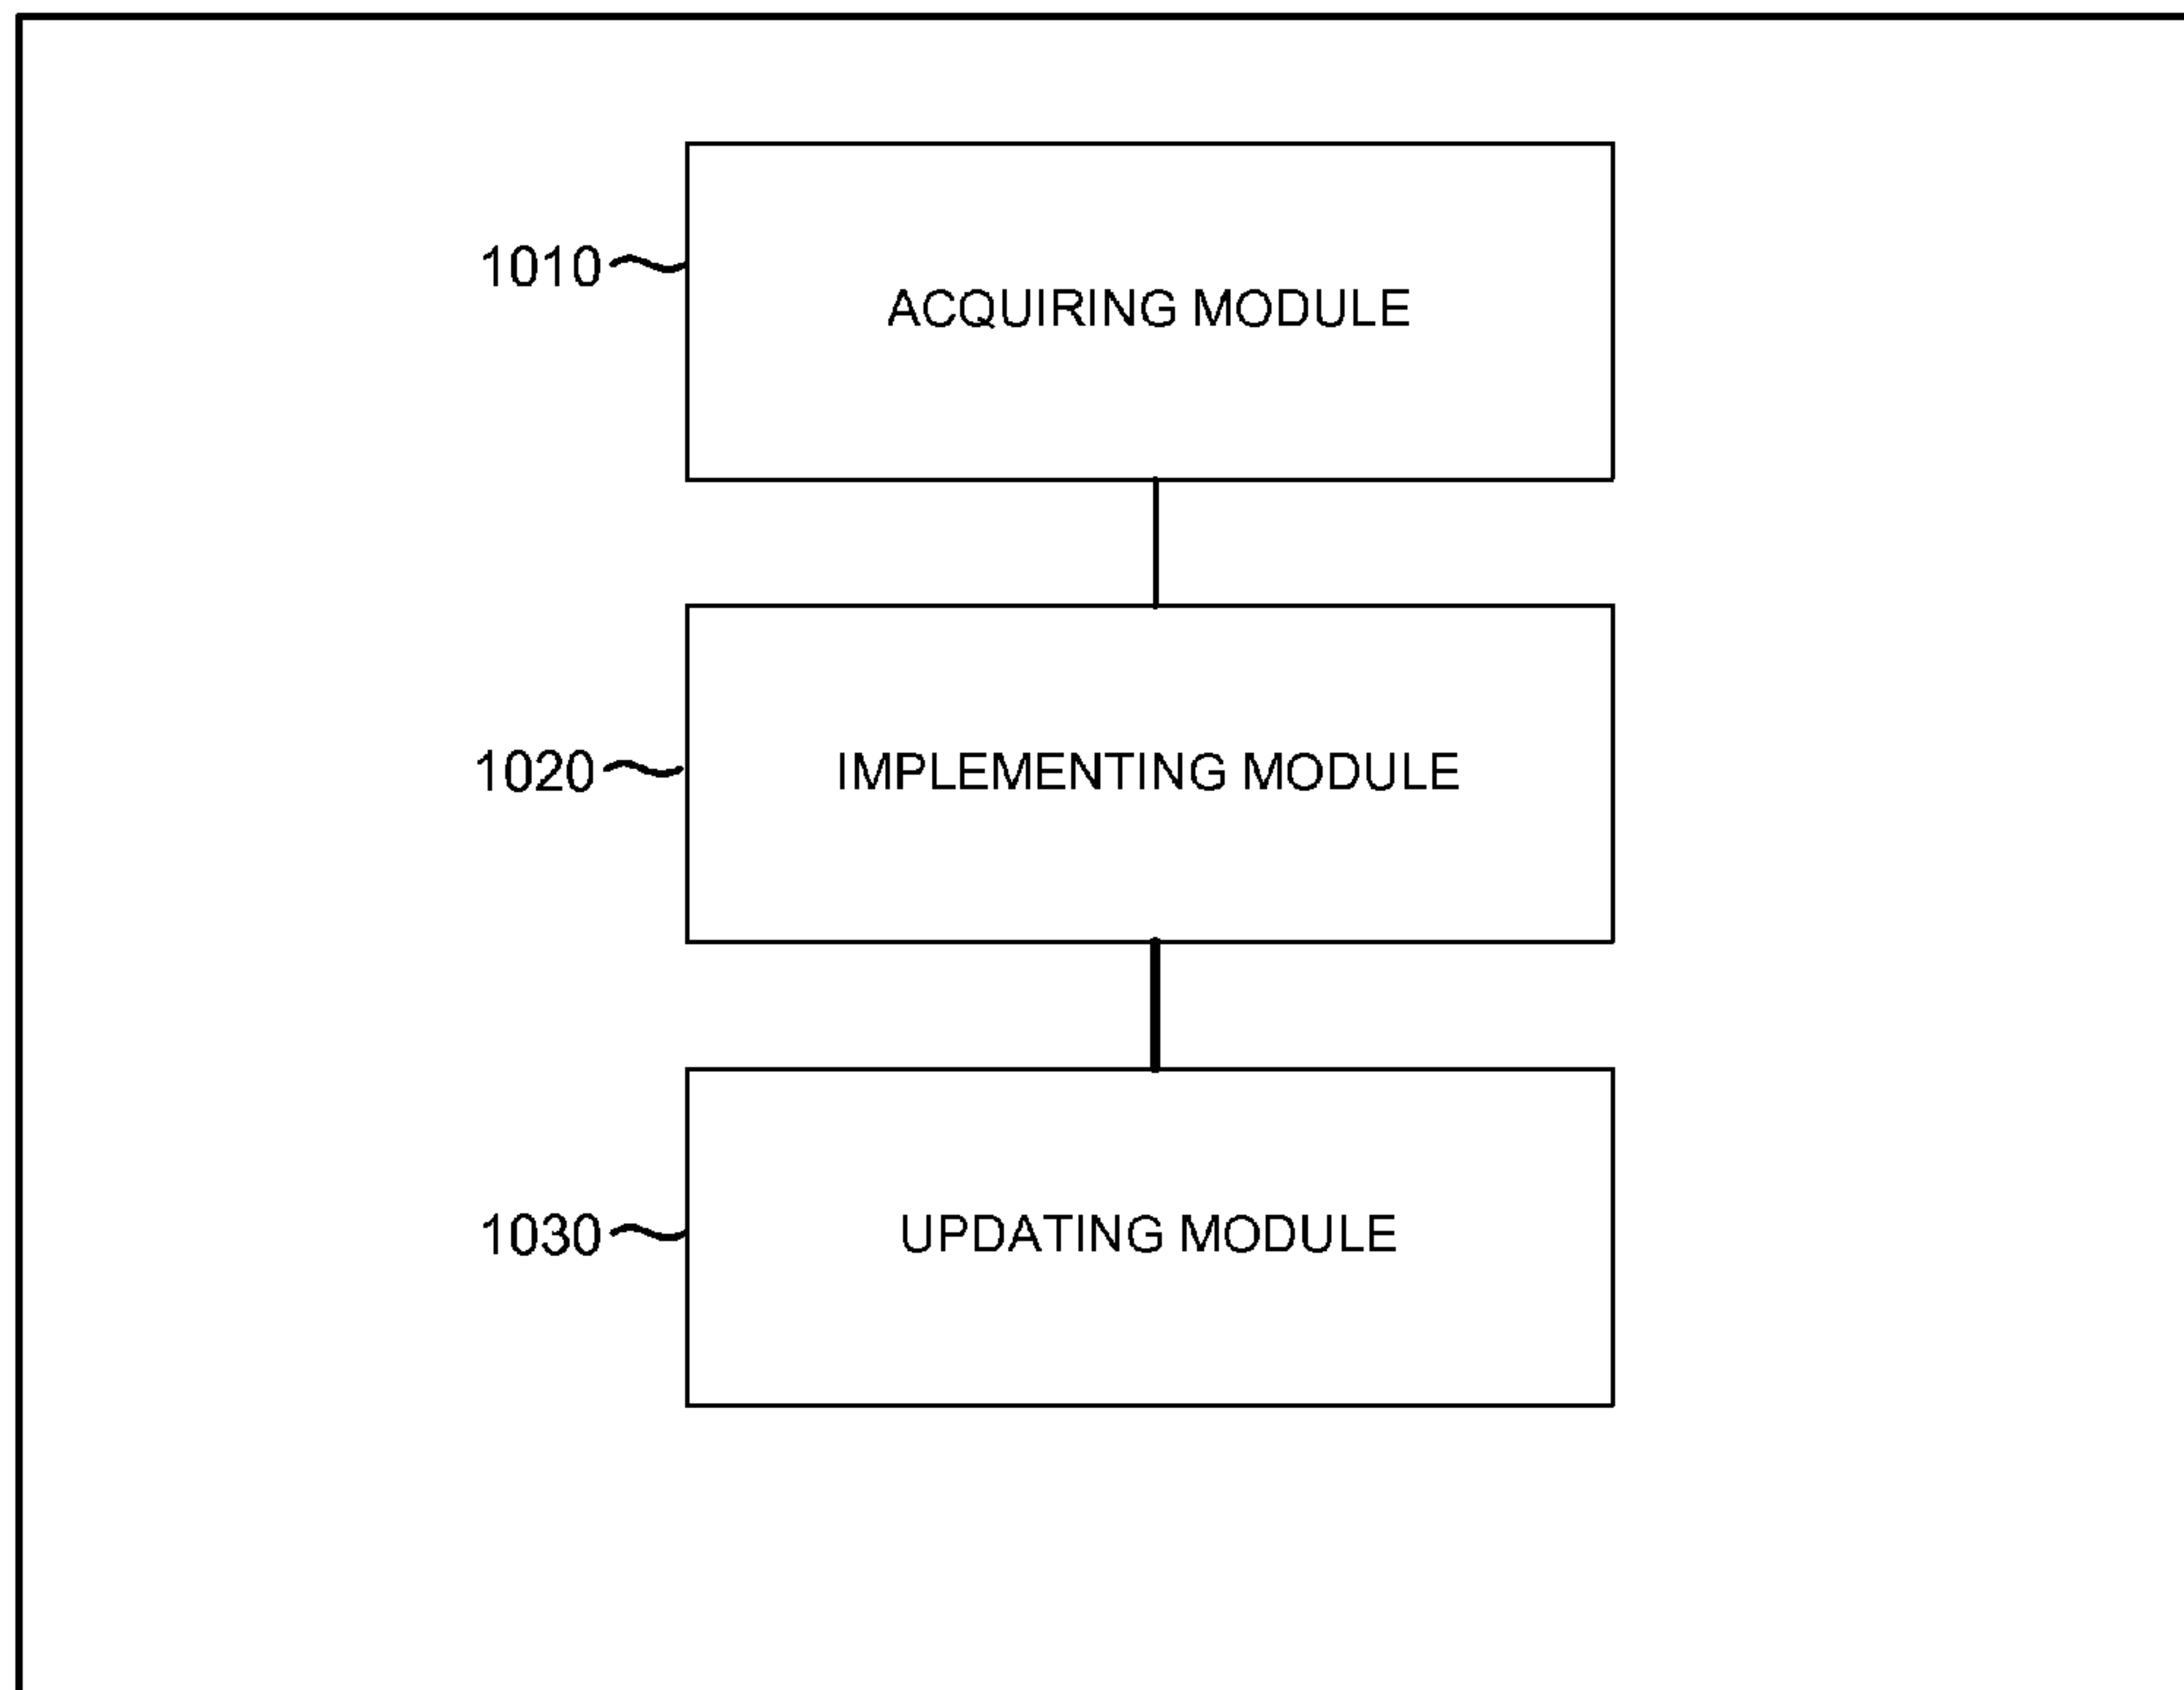 1010
ACQUIRING MODULE
1020
IMPLEMENTING MODULE
1030
UPDATING MODULE